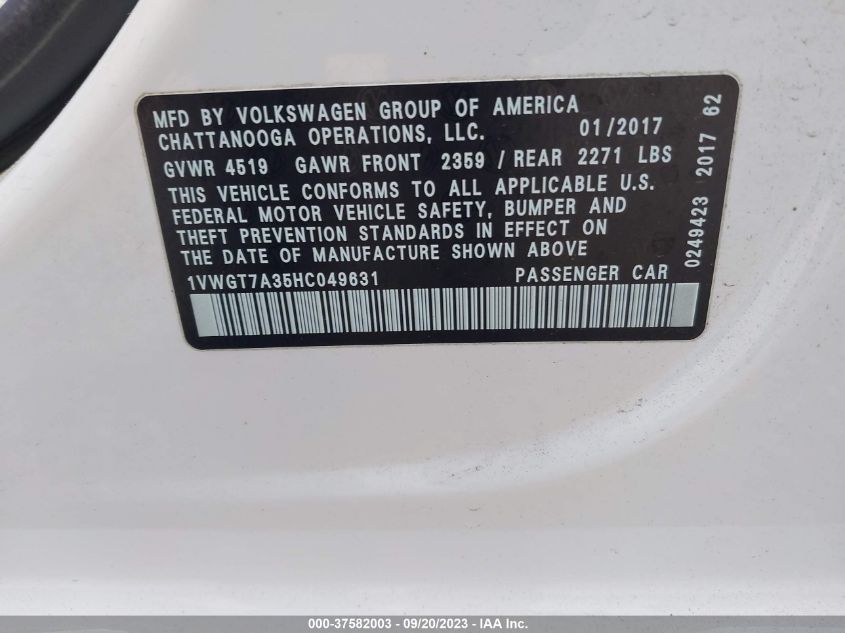 MFD BY VOLKSWAGEN GROUP OF AMERICA
CHATTANOOGA OPERATIONS, LLC. 01/2017
GVWR 4519 GAWR FRONT 2359 / REAR 2271 LBS
THIS VEHICLE CONFORMS TO ALL APPLICABLE U.S.
FEDERAL MOTOR VEHICLE SAFETY, BUMPER AND
THEFT PREVENTION STANDARDS IN EFFECT ON
THE DATE OF MANUFACTURE SHOWN ABOVE
1VWGT7A35HC049631 PASSENGER CAR
0249423 2017 62
000-37582003 - 09/20/2023 - IAA Inc.